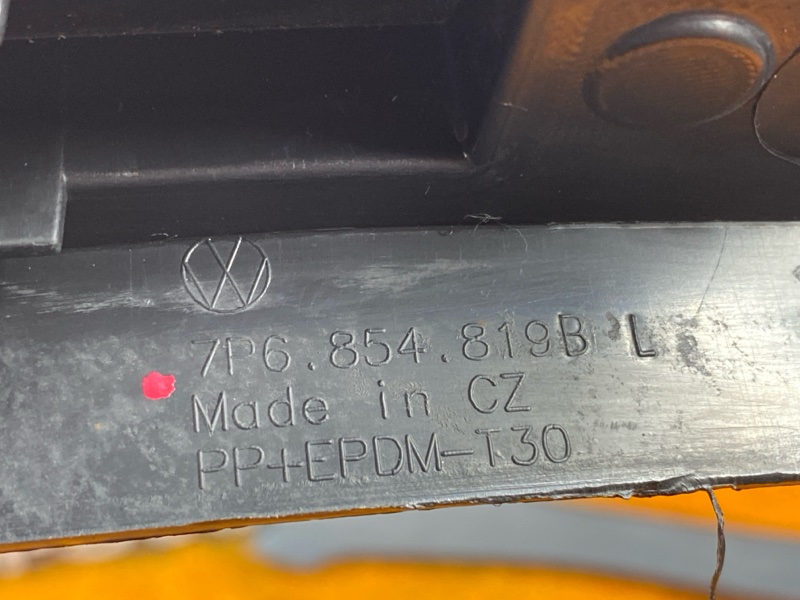 7P6.854.819B L
Made in CZ
PP+EPDM-T30